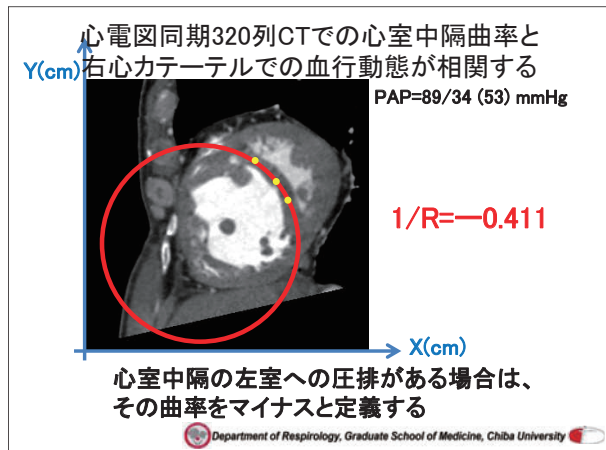 心電図同期320列CTでの心室中隔曲率と
右心カテーテルでの血行動態が相関する
Y(cm)
PAP=89/34 (53) mmHg
1/R=ー0.411
X(cm)
心室中隔の左室への圧排がある場合は、
その曲率をマイナスと定義する
Department of Respirology, Graduate School of Medicine, Chiba University